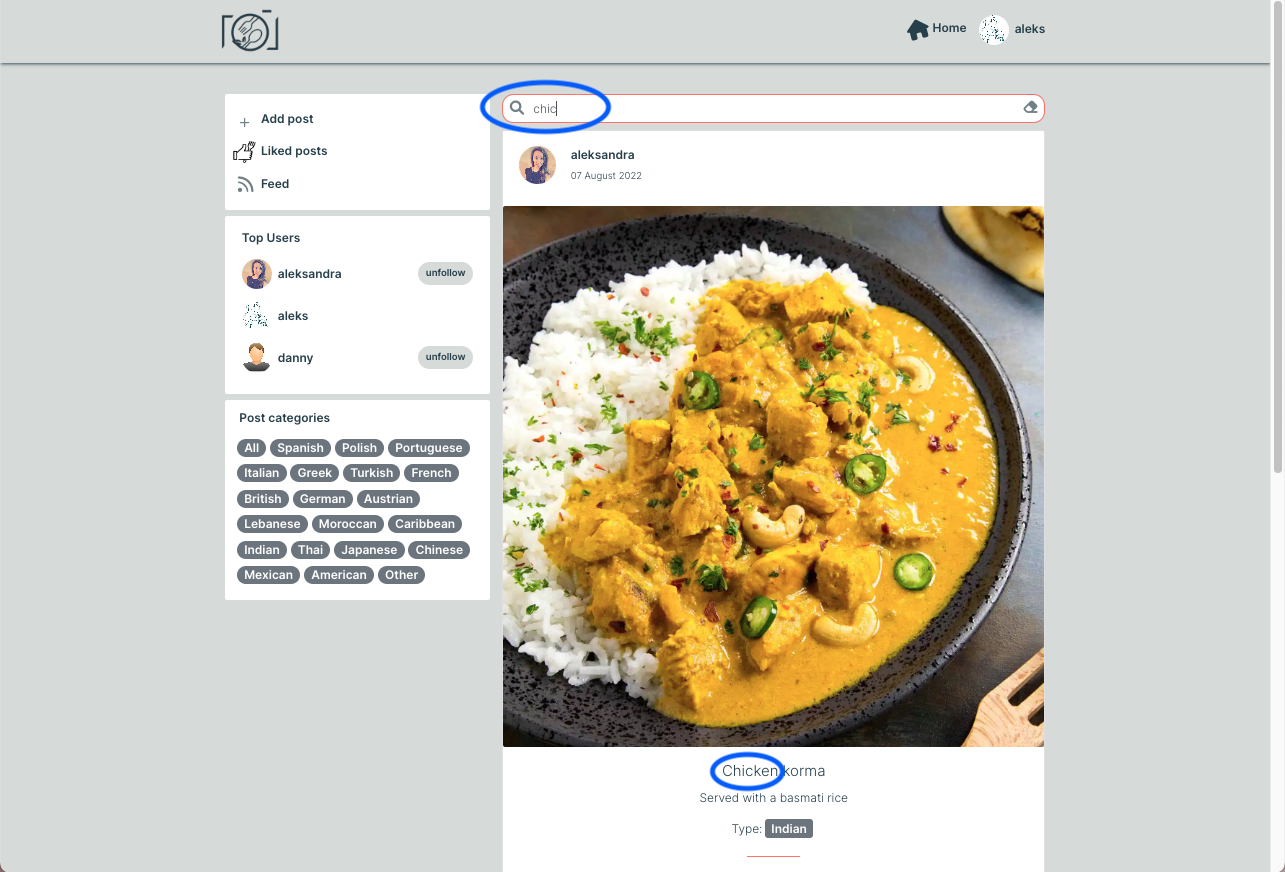 Home aleks
Add post
Liked posts
Feed
Top Users
aleksandra unfollow
aleks
danny unfollow
Post categories
All Spanish Polish Portuguese
Italian Greek Turkish French
British German Austrian
Lebanese Moroccan Caribbean
Indian Thai Japanese Chinese
Mexican American Other
chic
aleksandra
07 August 2022
Chicken korma
Served with a basmati rice
Type: Indian